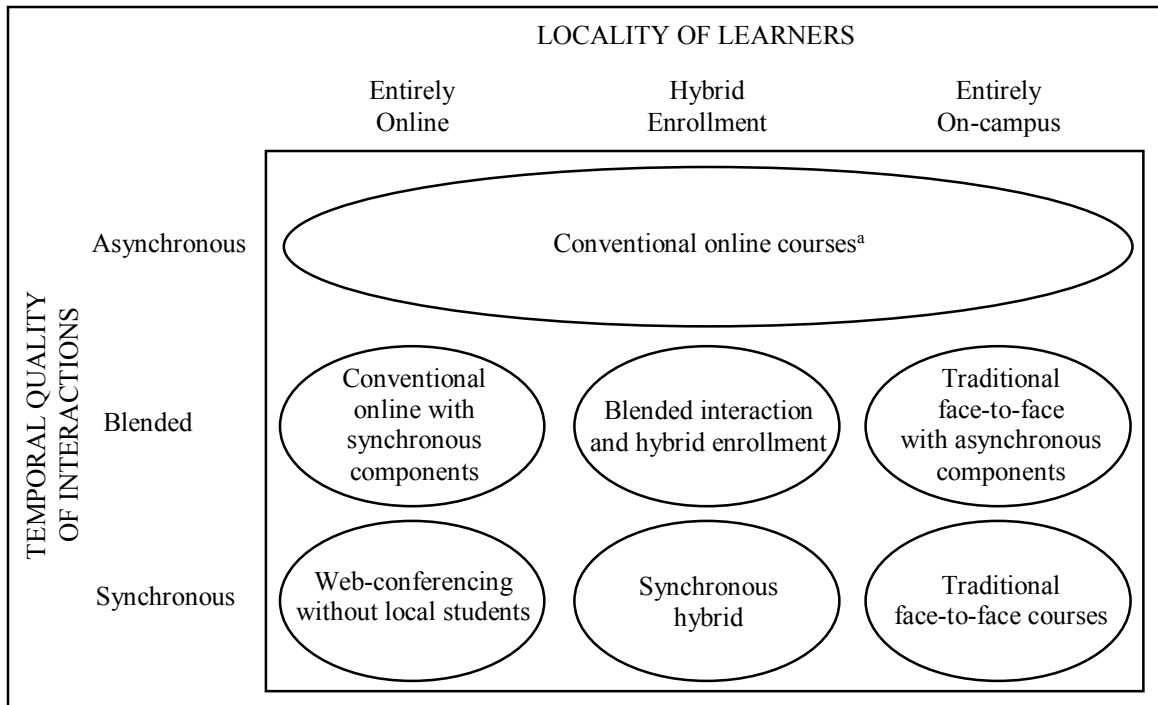 LOCALITY OF LEARNERS
Entirely
Online
Hybrid
Enrollment
Entirely
On-campus
TEMPORAL QUALITY
OF INTERACTIONS
Asynchronous
Conventional online coursesᵃ
Blended
Conventional
online with
synchronous
components
Blended interaction
and hybrid enrollment
Traditional
face-to-face
with asynchronous
components
Synchronous
Web-conferencing
without local students
Synchronous
hybrid
Traditional
face-to-face courses